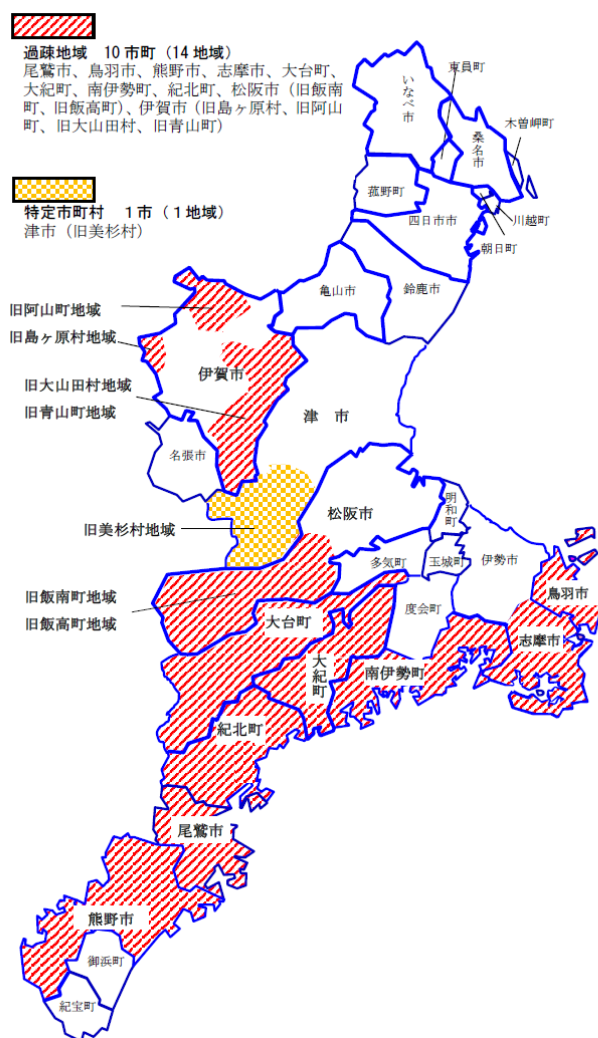 過疎地域 10市町(14地域)
尾鷲市、鳥羽市、熊野市、志摩市、大台町、
大紀町、南伊勢町、紀北町、松阪市(旧飯南
町、旧飯高町)、伊賀市(旧島ヶ原村、旧阿山
町、旧大山田村、旧青山町)
特定市町村 1市(1地域)
津市(旧美杉村)
いなべ市
東員町
桑名市
木曽岬町
菰野町
四日市市
川越町
朝日町
亀山市
鈴鹿市
旧阿山町地域
旧島ヶ原村地域
伊賀市
旧大山田村地域
旧青山町地域
津市
名張市
松阪市
明和町
旧美杉村地域
多気町
玉城町
伊勢市
鳥羽市
旧飯南町地域
旧飯高町地域
大台町
度会町
志摩市
大紀町
南伊勢町
紀北町
尾鷲市
熊野市
御浜町
紀宝町